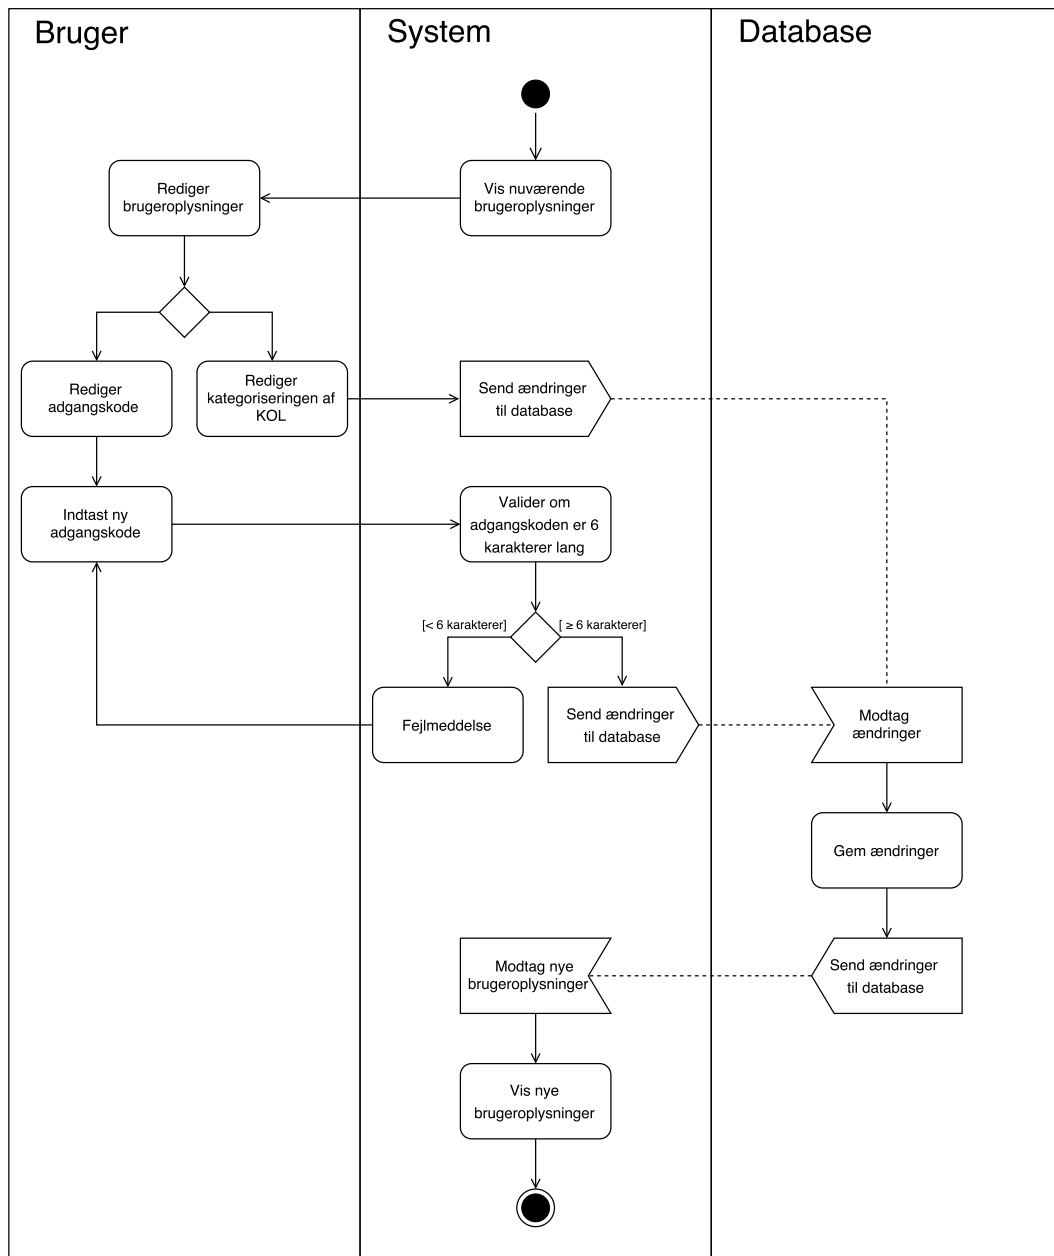 Bruger
System
Database
Rediger
brugeroplysninger
Vis nuværende
brugeroplysninger
Rediger
adgangskode
Rediger
kategoriseringen af
KOL
Send ændringer
til database
Indtast ny
adgangskode
Valider om
adgangskoden er 6
karakterer lang
[< 6 karakterer]
[ ≥ 6 karakterer]
Fejlmeddelse
Send ændringer
til database
Modtag
ændringer
Gem ændringer
Modtag nye
brugeroplysninger
Send ændringer
til database
Vis nye
brugeroplysninger